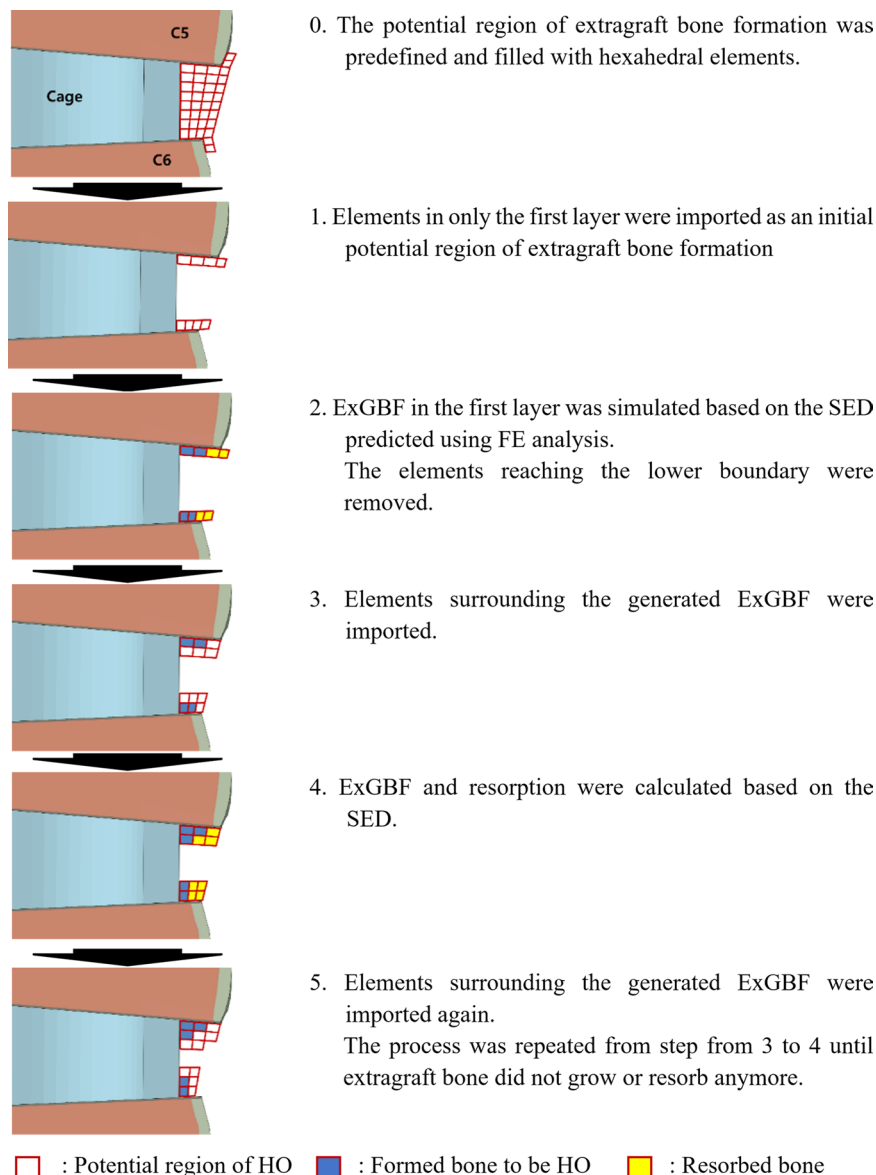 C5
Cage
C6
0. The potential region of extragraft bone formation was
predefined and filled with hexahedral elements.
1. Elements in only the first layer were imported as an initial
potential region of extragraft bone formation
2. ExGBF in the first layer was simulated based on the SED
predicted using FE analysis.
The elements reaching the lower boundary were
removed.
3. Elements surrounding the generated ExGBF were
imported.
4. ExGBF and resorption were calculated based on the
SED.
5. Elements surrounding the generated ExGBF were
imported again.
The process was repeated from step from 3 to 4 until
extragraft bone did not grow or resorb anymore.
: Potential region of HO : Formed bone to be HO : Resorbed bone